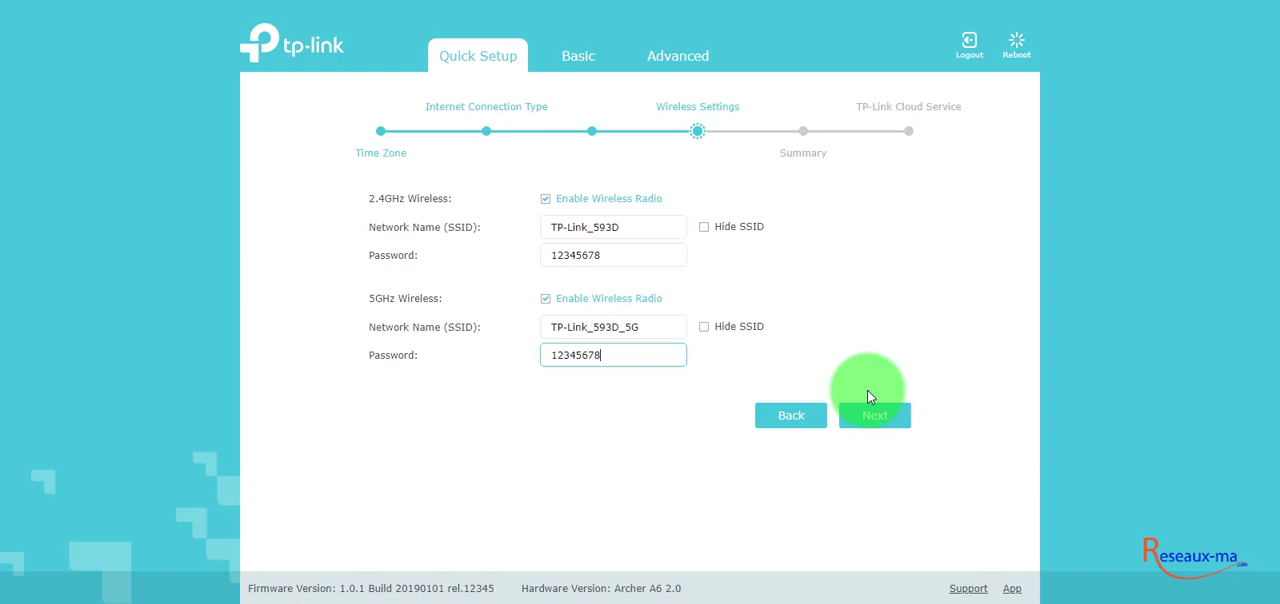 tp-link
Quick Setup
Basic
Advanced
Logout
Reboot
Internet Connection Type
Wireless Settings
TP-Link Cloud Service
Time Zone
Summary
2.4GHz Wireless:
Enable Wireless Radio
Network Name (SSID):
TP-Link_593D
Hide SSID
Password:
12345678
5GHz Wireless:
Enable Wireless Radio
Network Name (SSID):
TP-Link_593D_5G
Hide SSID
Password:
12345678
Back
Next
Reseaux-ma.com
Firmware Version: 1.0.1 Build 20190101 rel.12345
Hardware Version: Archer A6 2.0
Support
App